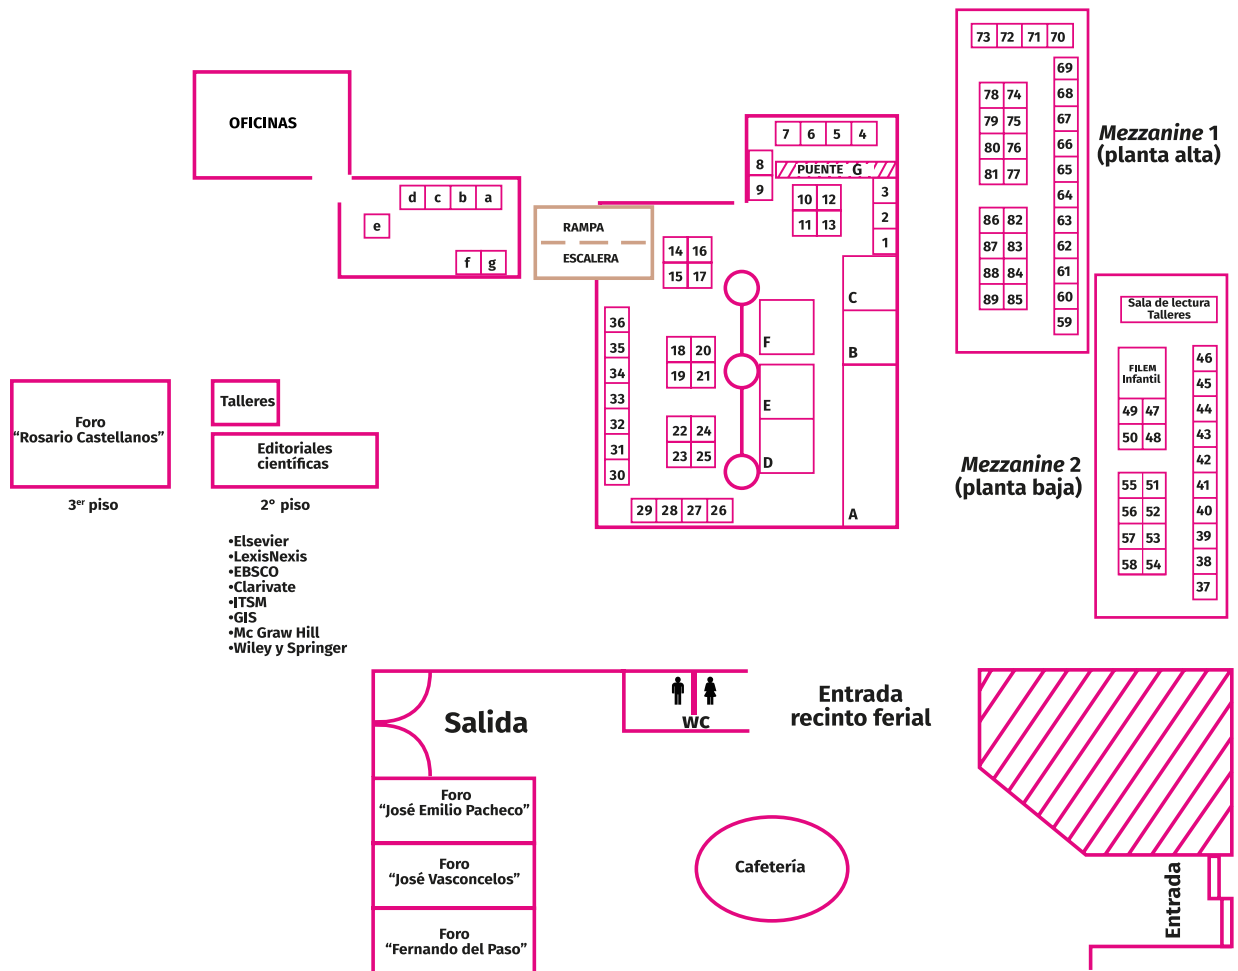 73 72 71 70
69
68
67
66
65
64
63
62
61
60
59
78 74
79 75
80 76
81 77
86 82
87 83
88 84
89 85
Mezzanine 1
(planta alta)
OFICINAS
d c b a
e
f g
RAMPA
ESCALERA
7 6 5 4
8
9
PUENTE G
10 12
11 13
3
2
1
14 16
15 17
C
B
A
F
E
D
36
35
34
33
32
31
30
18 20
19 21
22 24
23 25
29 28 27 26
Sala de lectura
Talleres
FILEM
Infantil
49 47
50 48
55 51
56 52
57 53
58 54
46
45
44
43
42
41
40
39
38
37
Mezzanine 2
(planta baja)
Foro
“Rosario Castellanos”
3er piso
Talleres
Editoriales
científicas
2° piso
•Elsevier
•LexisNexis
•EBSCO
•Clarivate
•ITSM
•GIS
•Mc Graw Hill
•Wiley y Springer
Salida
WC
Entrada
recinto ferial
Foro
“José Emilio Pacheco”
Foro
“José Vasconcelos”
Foro
“Fernando del Paso”
Cafetería
Entrada